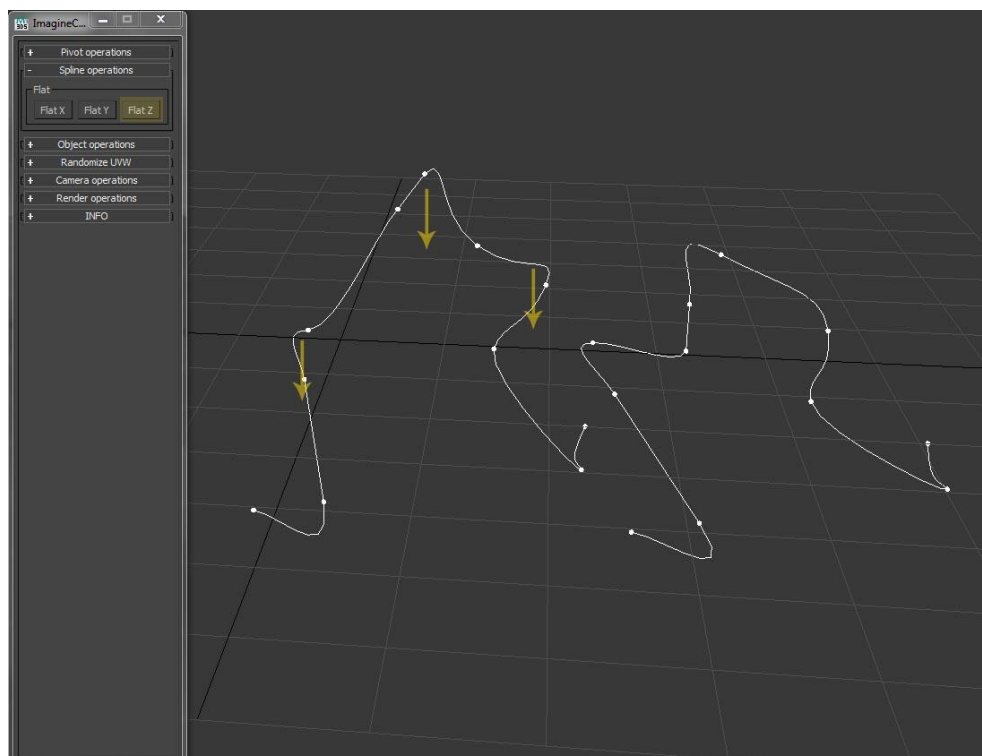 ImagineC...
+ Pivot operations
- Spline operations
Flat
Flat X Flat Y Flat Z
+ Object operations
+ Randomize UVW
+ Camera operations
+ Render operations
+ INFO